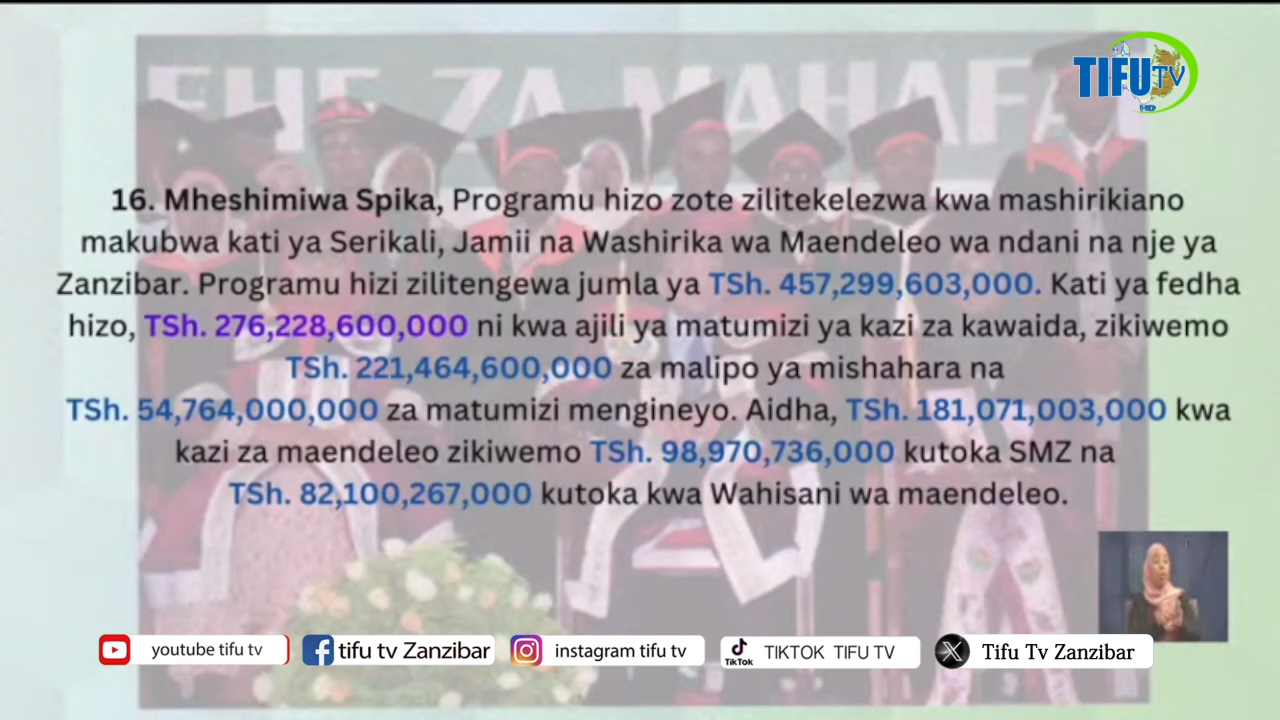 EHE ZA MAHAFA
TIFU TV
HD
16. Mheshimiwa Spika, Programu hizo zote zilitekelezwa kwa mashirikiano
makubwa kati ya Serikali, Jamii na Washirika wa Maendeleo wa ndani na nje ya
Zanzibar. Programu hizi zilitengewa jumla ya TSh. 457,299,603,000. Kati ya fedha
hizo, TSh. 276,228,600,000 ni kwa ajili ya matumizi ya kazi za kawaida, zikiwemo
TSh. 221,464,600,000 za malipo ya mishahara na
TSh. 54,764,000,000 za matumizi mengineyo. Aidha, TSh. 181,071,003,000 kwa
kazi za maendeleo zikiwemo TSh. 98,970,736,000 kutoka SMZ na
TSh. 82,100,267,000 kutoka kwa Wahisani wa maendeleo.
youtube tifu tv
tifu tv Zanzibar
instagram tifu tv
TikTok
TIKTOK TIFU TV
Tifu Tv Zanzibar